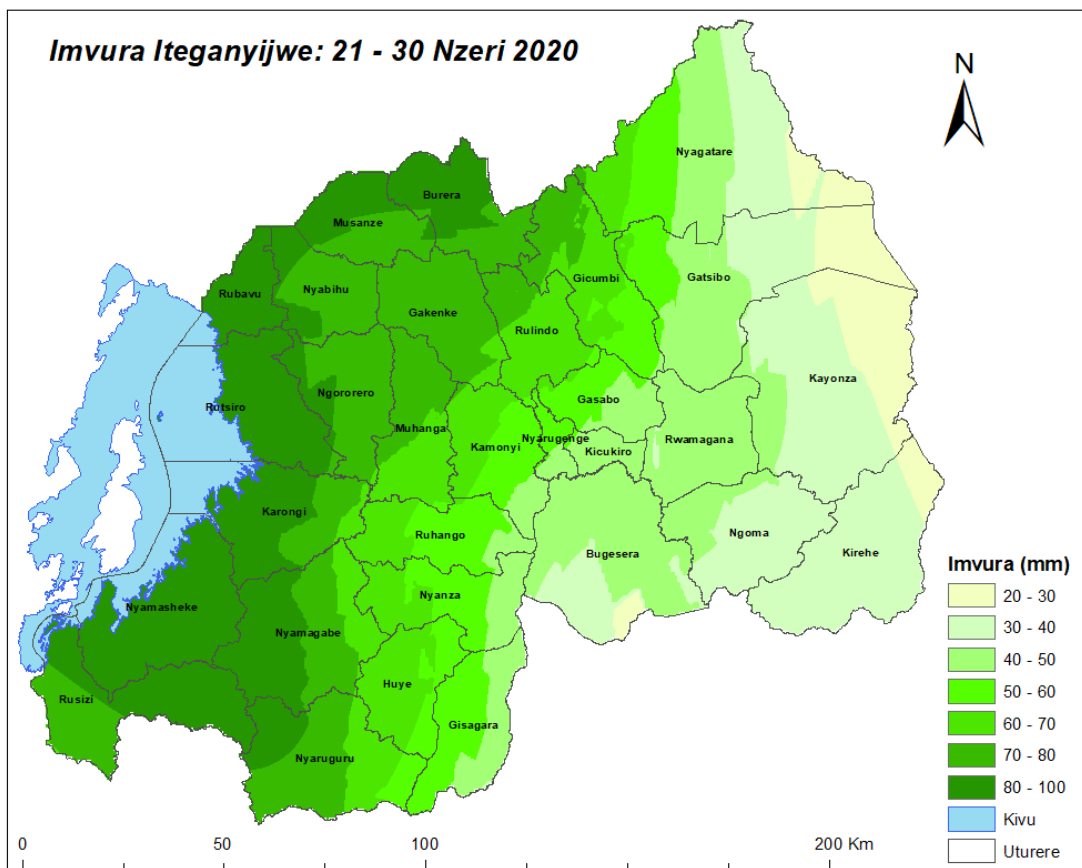 Imvura Iteganyijwe: 21 - 30 Nzeri 2020
N
Nyagatare
Burera
Musanze
Gicumbi
Gatsibo
Rubavu
Nyabihu
Gakenke
Rulindo
Kayonza
Ngororero
Gasabo
Rutsiro
Muhanga
Kamonyi
Nyarugenge
Kicukiro
Rwamagana
Karongi
Ruhango
Ngoma
Bugesera
Kirehe
Nyamasheke
Nyanza
Nyamagabe
Huye
Rusizi
Gisagara
Nyaruguru
Imvura (mm)
20 - 30
30 - 40
40 - 50
50 - 60
60 - 70
70 - 80
80 - 100
Kivu
Uturere
0 50 100 200 Km